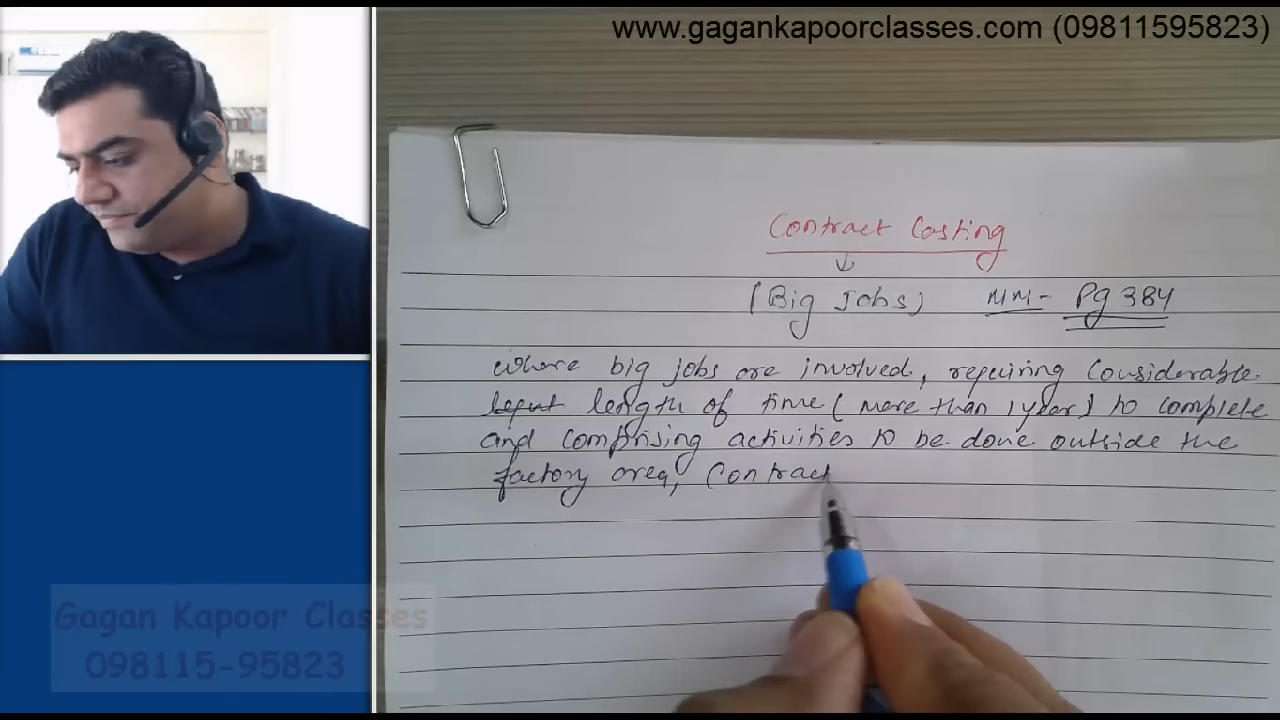 www.gagankapoorclasses.com (09811595823)
Contract Costing
(Big Jobs) MM - Pg 384
Where big jobs are involved, requiring Considerable
length of time (more than 1 year) to complete
and comprising activities to be done outside the
factory area, Contract
Gagan Kapoor Classes
098115-95823